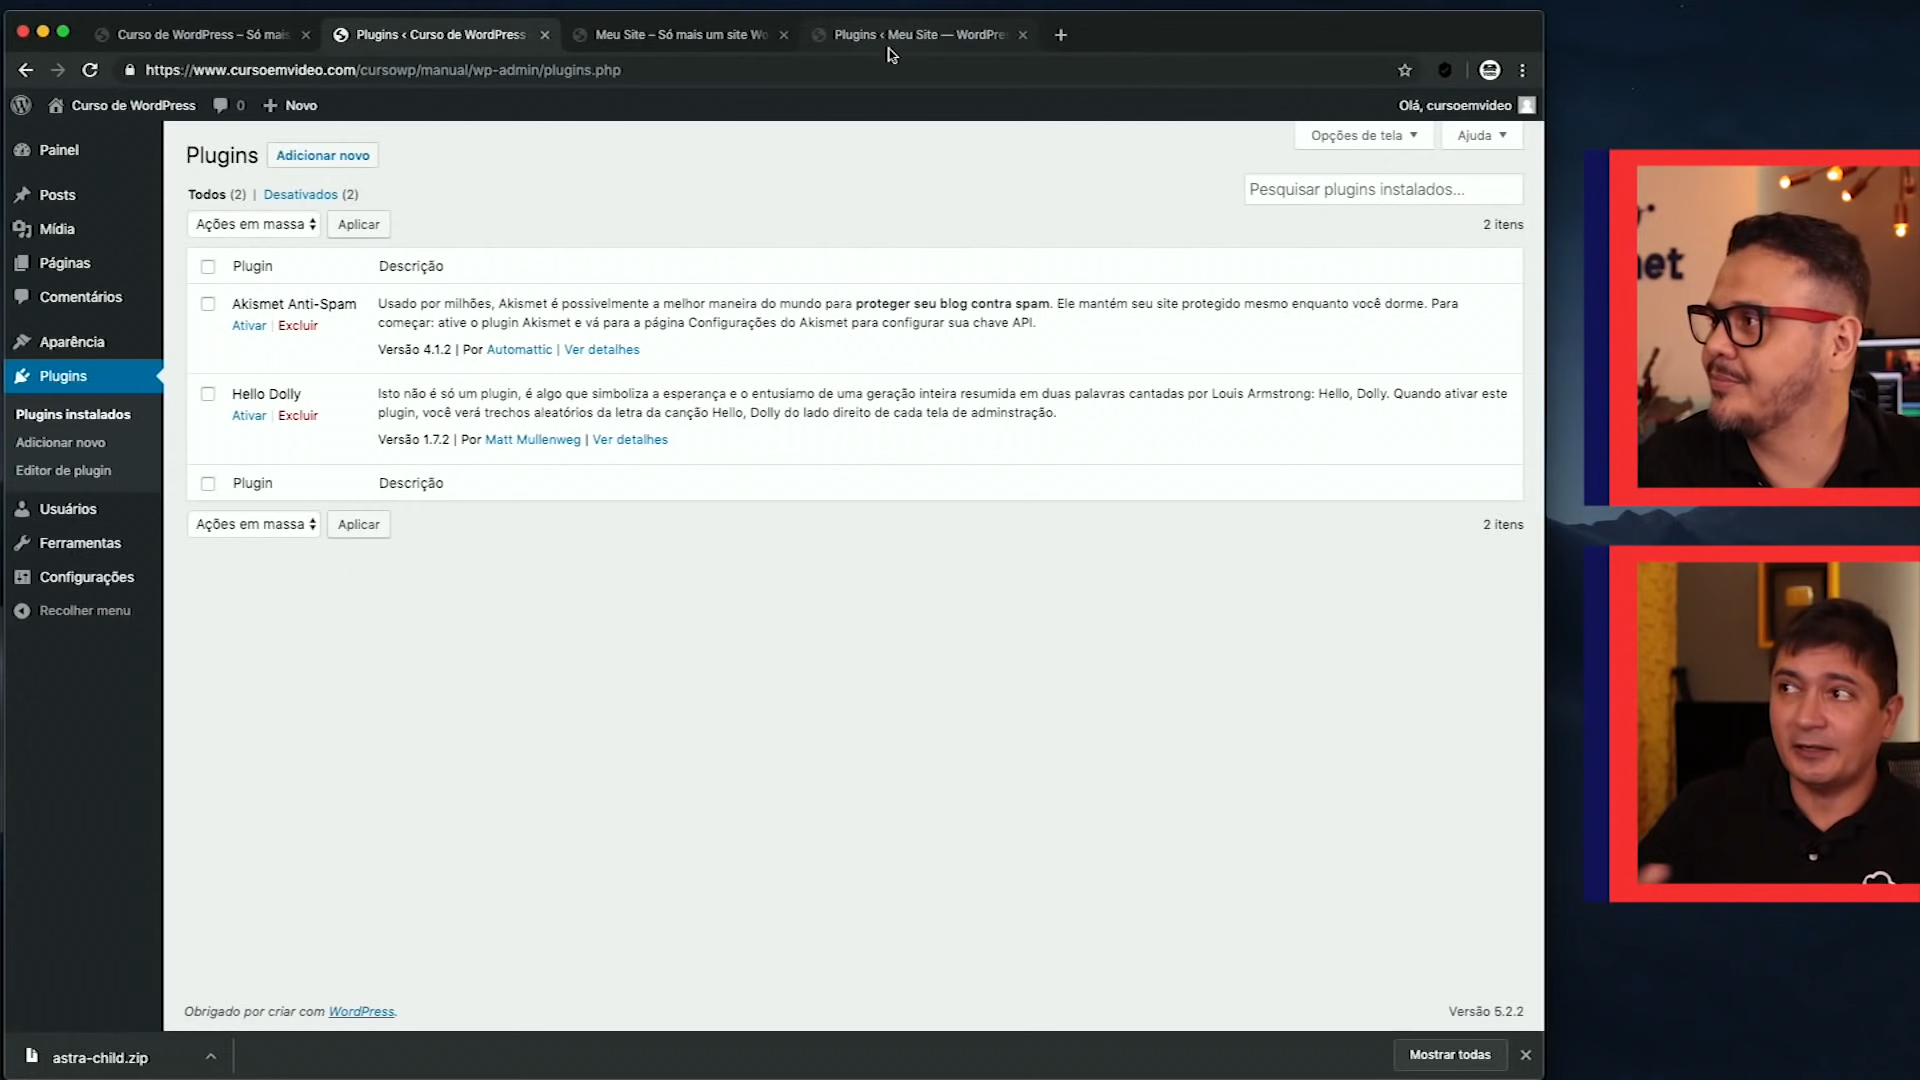 Curso de WordPress – Só mais
Plugins ‹ Curso de WordPress
Meu Site – Só mais um site Wo
Plugins ‹ Meu Site — WordPre
https://www.cursoemvideo.com/cursowp/manual/wp-admin/plugins.php
Curso de WordPress
0
Novo
Olá, cursoemvideo
Painel
Posts
Mídia
Páginas
Comentários
Aparência
Plugins
Plugins instalados
Adicionar novo
Editor de plugin
Usuários
Ferramentas
Configurações
Recolher menu
Opções de tela
Ajuda
Plugins
Adicionar novo
Todos (2) | Desativados (2)
Pesquisar plugins instalados...
Ações em massa
Aplicar
2 itens
Plugin
Descrição
Akismet Anti-Spam
Ativar | Excluir
Usado por milhões, Akismet é possivelmente a melhor maneira do mundo para proteger seu blog contra spam. Ele mantém seu site protegido mesmo enquanto você dorme. Para
começar: ative o plugin Akismet e vá para a página Configurações do Akismet para configurar sua chave API.
Versão 4.1.2 | Por Automattic | Ver detalhes
Hello Dolly
Ativar | Excluir
Isto não é só um plugin, é algo que simboliza a esperança e o entusiamo de uma geração inteira resumida em duas palavras cantadas por Louis Armstrong: Hello, Dolly. Quando ativar este
plugin, você verá trechos aleatórios da letra da canção Hello, Dolly do lado direito de cada tela de adminstração.
Versão 1.7.2 | Por Matt Mullenweg | Ver detalhes
Plugin
Descrição
Ações em massa
Aplicar
2 itens
Obrigado por criar com WordPress.
Versão 5.2.2
astra-child.zip
Mostrar todas
et